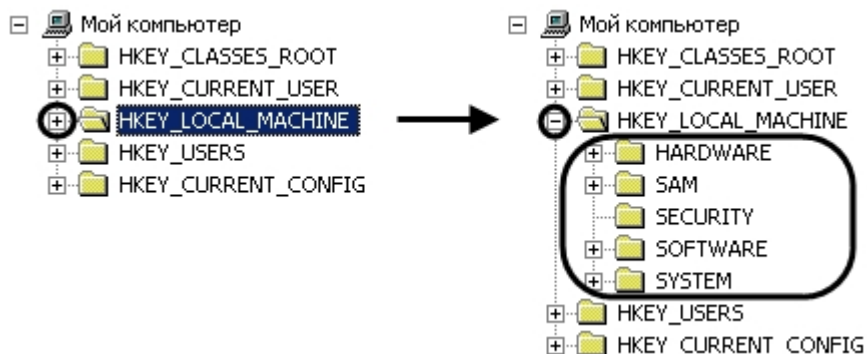 Мой компьютер
HKEY_CLASSES_ROOT
HKEY_CURRENT_USER
HKEY_LOCAL_MACHINE
HKEY_USERS
HKEY_CURRENT_CONFIG
Мой компьютер
HKEY_CLASSES_ROOT
HKEY_CURRENT_USER
HKEY_LOCAL_MACHINE
HARDWARE
SAM
SECURITY
SOFTWARE
SYSTEM
HKEY_USERS
HKEY_CURRENT_CONFIG